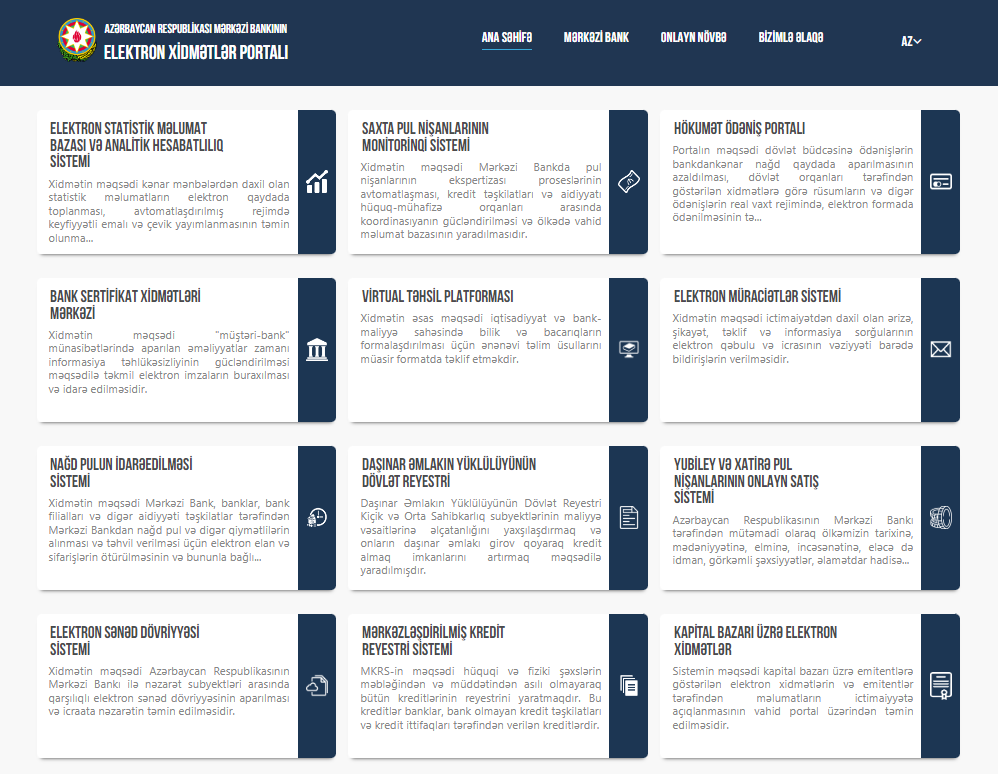 AZƏRBAYCAN RESPUBLİKASI MƏRKƏZİ BANKININ
ELEKTRON XİDMƏTLƏR PORTALI
ANA SƏHİFƏ
MƏRKƏZİ BANK
ONLAYN NÖVBƏ
BİZİMLƏ ƏLAQƏ
AZ
ELEKTRON STATİSTİK MƏLUMAT
BAZASI VƏ ANALİTİK HESABATLILIQ
SİSTEMİ
Xidmətin məqsədi kənar mənbələrdən daxil olan
statistik məlumatların elektron qaydada
toplanması, avtomatlaşdırılmış rejimdə
keyfiyyətli emalı və çevik yayımlanmasının təmin
olunma...
SAXTA PUL NİŞANLARININ
MONİTORİNQİ SİSTEMİ
Xidmətin məqsədi Mərkəzi Bankda pul
nişanlarının ekspertizası proseslərinin
avtomatlaşması, kredit təşkilatları və aidiyyatı
hüquq-mühafizə orqanları arasında
koordinasiyanın gücləndirilməsi və ölkədə vahid
məlumat bazasının yaradılmasıdır.
HÖKUMƏT ÖDƏNİŞ PORTALI
Portalın məqsədi dövlət büdcəsinə ödənişlərin
bankdankənar nağd qaydada aparılmasının
azaldılması, dövlət orqanları tərəfindən
göstərilən xidmətlərə görə rüsumların və digər
ödənişlərin real vaxt rejimində, elektron formada
ödənilməsinin tə...
BANK SERTİFİKAT XİDMƏTLƏRİ
MƏRKƏZİ
Xidmətin məqsədi "müştəri-bank"
münasibətlərində aparılan əməliyyatlar zamanı
informasiya təhlükəsizliyinin gücləndirilməsi
məqsədilə təkmil elektron imzaların buraxılması
və idarə edilməsidir.
VİRTUAL TƏHSİL PLATFORMASI
Xidmətin əsas məqsədi iqtisadiyyat və bank-
maliyyə sahəsində bilik və bacarıqların
formalaşdırılması üçün ənənəvi təlim üsullarını
müasir formatda təklif etməkdir.
ELEKTRON MÜRACİƏTLƏR SİSTEMİ
Xidmətin məqsədi ictimaiyətdən daxil olan ərizə,
şikayət, təklif və informasiya sorğularının
elektron qəbulu və icrasının vəziyyəti barədə
bildirişlərin verilməsidir.
NAĞD PULUN İDARƏEDİLMƏSİ
SİSTEMİ
Xidmətin məqsədi Mərkəzi Bank, banklar, bank
filialları və digər aidiyyəti təşkilatlar tərəfindən
Mərkəzi Bankdan nağd pul və digər qiymətlilərin
alınması və təhvil verilməsi üçün elektron elan və
sifarişlərin ötürülməsinin və bununla bağlı...
DAŞINAR ƏMLAKIN YÜKLÜLÜYÜNÜN
DÖVLƏT REYESTRİ
Daşınar Əmlakın Yüklülüyünün Dövlət Reyestri
Kiçik və Orta Sahibkarlıq subyektlərinin maliyyə
vəsaitlərinə əlçatanlığını yaxşılaşdırmaq və
onların daşınar əmlakı girov qoyaraq kredit
almaq imkanlarını artırmaq məqsədilə
yaradılmışdır.
YUBİLEY VƏ XATİRƏ PUL
NİŞANLARININ ONLAYN SATIŞ
SİSTEMİ
Azərbaycan Respublikasının Mərkəzi Bankı
tərəfindən mütəmadi olaraq ölkəmizin tarixinə,
mədəniyyətinə, elminə, incəsənətinə, eləcə də
idman, görkəmli şəxsiyyətlər, əlamətdar hadisə...
ELEKTRON SƏNƏD DÖVRİYYƏSİ
SİSTEMİ
Xidmətin məqsədi Azərbaycan Respublikasının
Mərkəzi Bankı ilə nəzarət subyektləri arasında
qarşılıqlı elektron sənəd dövriyyəsinin aparılması
və icraata nəzarətin təmin edilməsidir.
MƏRKƏZLƏŞDİRİLMİŞ KREDİT
REYESTRİ SİSTEMİ
MKRS-in məqsədi hüquqi və fiziki şəxslərin
məbləğindən və müddətindən asılı olmayaraq
bütün kreditlərinin reyestrini yaratmaqdır. Bu
kreditlər banklar, bank olmayan kredit təşkilatları
və kredit ittifaqları tərəfindən verilən kreditlərdir.
KAPİTAL BAZARI ÜZRƏ ELEKTRON
XİDMƏTLƏR
Sistemin məqsədi kapital bazarı üzrə emitentlərə
göstərilən elektron xidmətlərin və emitentlər
tərəfindən məlumatların ictimaiyyətə
açıqlanmasının vahid portal üzərindən təmin
edilməsidir.